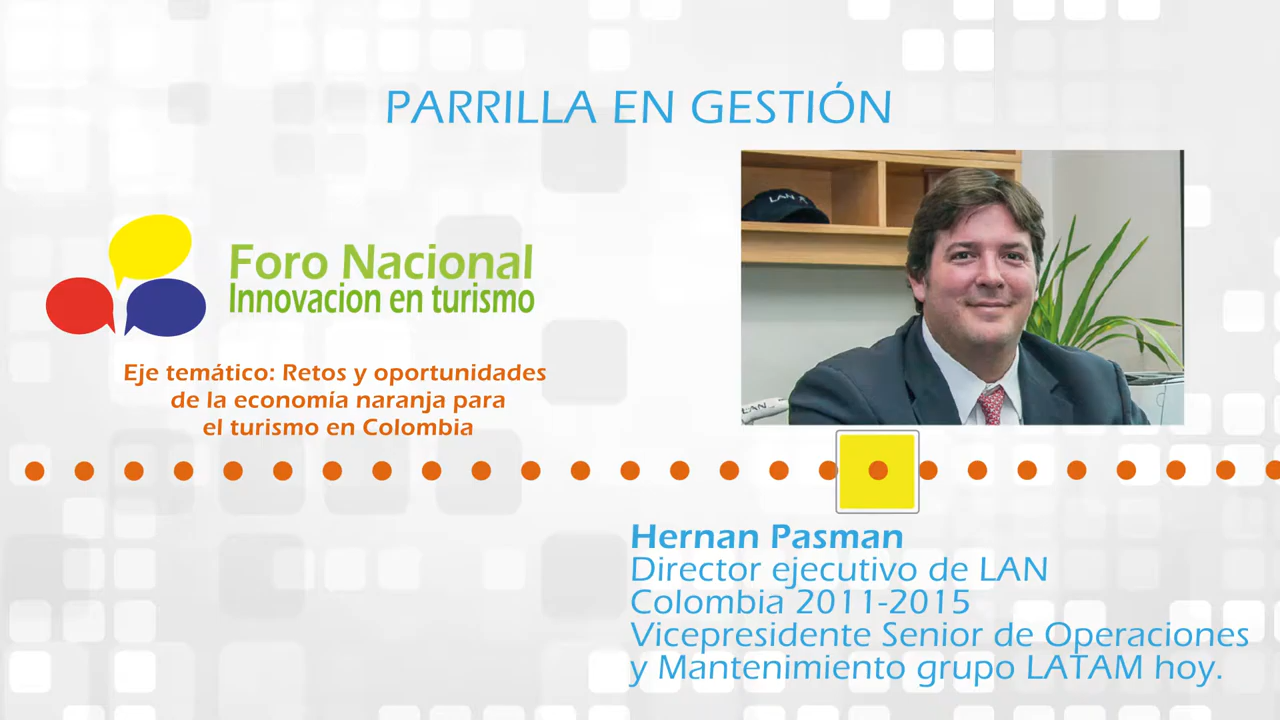 PARRILLA EN GESTIÓN
Foro Nacional
Innovacion en turismo
Eje temático: Retos y oportunidades
de la economía naranja para
el turismo en Colombia
LAN
LAN
Hernan Pasman
Director ejecutivo de LAN
Colombia 2011-2015
Vicepresidente Senior de Operaciones
y Mantenimiento grupo LATAM hoy.